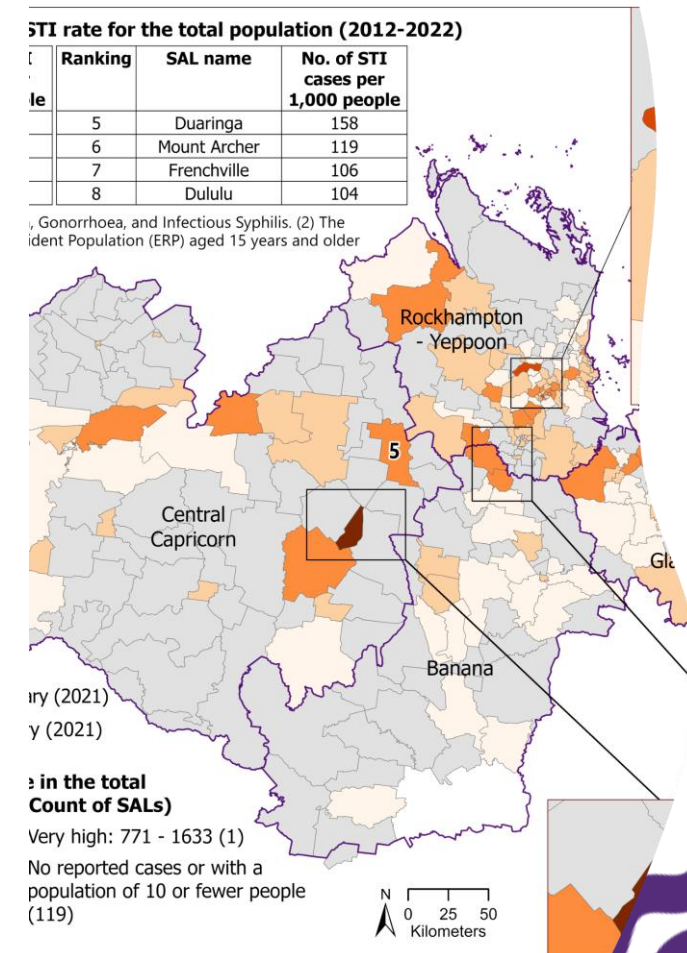 STI rate for the total population (2012-2022)
Ranking SAL name No. of STI cases per 1,000 people
5 Duaringa 158
6 Mount Archer 119
7 Frenchville 106
8 Dululu 104
, Gonorrhoea, and Infectious Syphilis. (2) The
ident Population (ERP) aged 15 years and older
Rockhampton
- Yeppoon
5
Central
Capricorn
Gla
Banana
ary (2021)
ry (2021)
e in the total
Count of SALs)
Very high: 771 - 1633 (1)
No reported cases or with a
population of 10 or fewer people
(119)
N
0 25 50
Kilometers